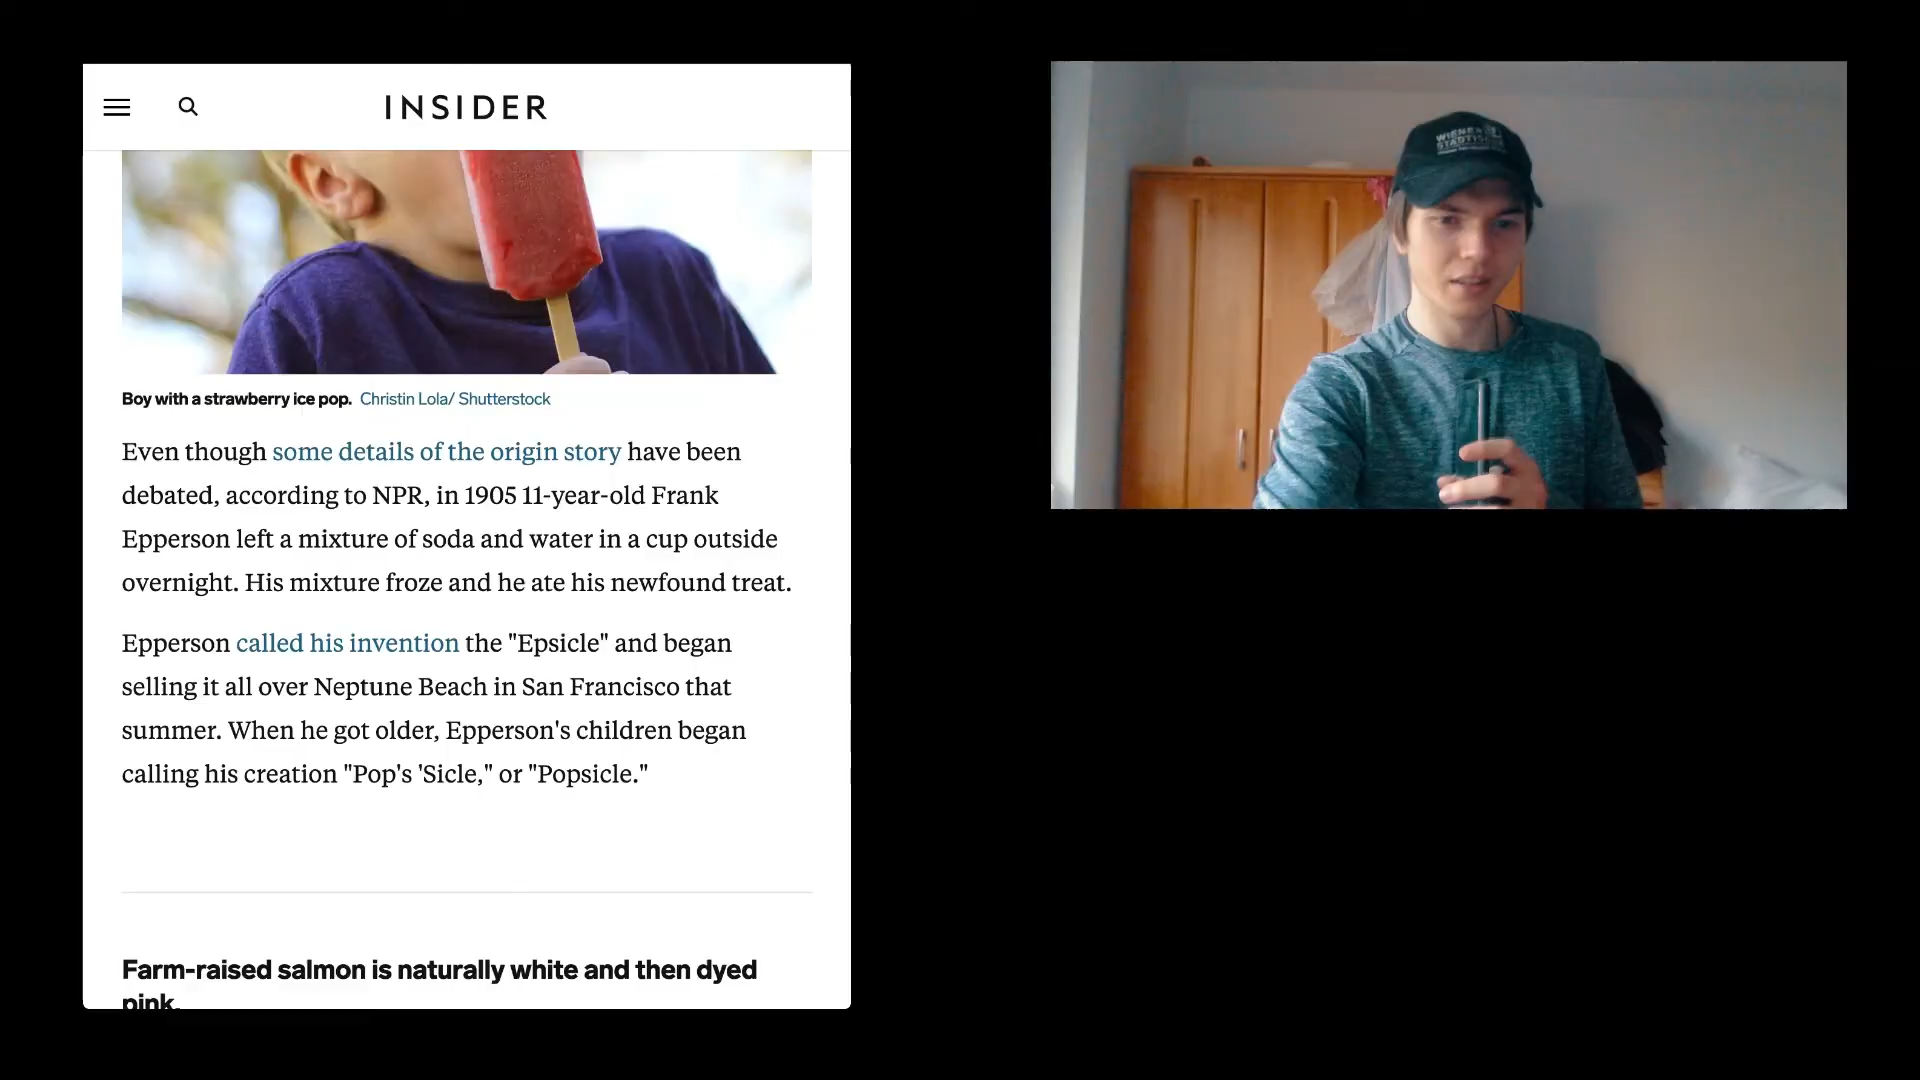 INSIDER
Boy with a strawberry ice pop. Christin Lola/ Shutterstock
Even though some details of the origin story have been
debated, according to NPR, in 1905 11-year-old Frank
Epperson left a mixture of soda and water in a cup outside
overnight. His mixture froze and he ate his newfound treat.
Epperson called his invention the "Epsicle" and began
selling it all over Neptune Beach in San Francisco that
summer. When he got older, Epperson's children began
calling his creation "Pop's 'Sicle," or "Popsicle."
Farm-raised salmon is naturally white and then dyed
pink.
WIENER
STÄDTISCHE